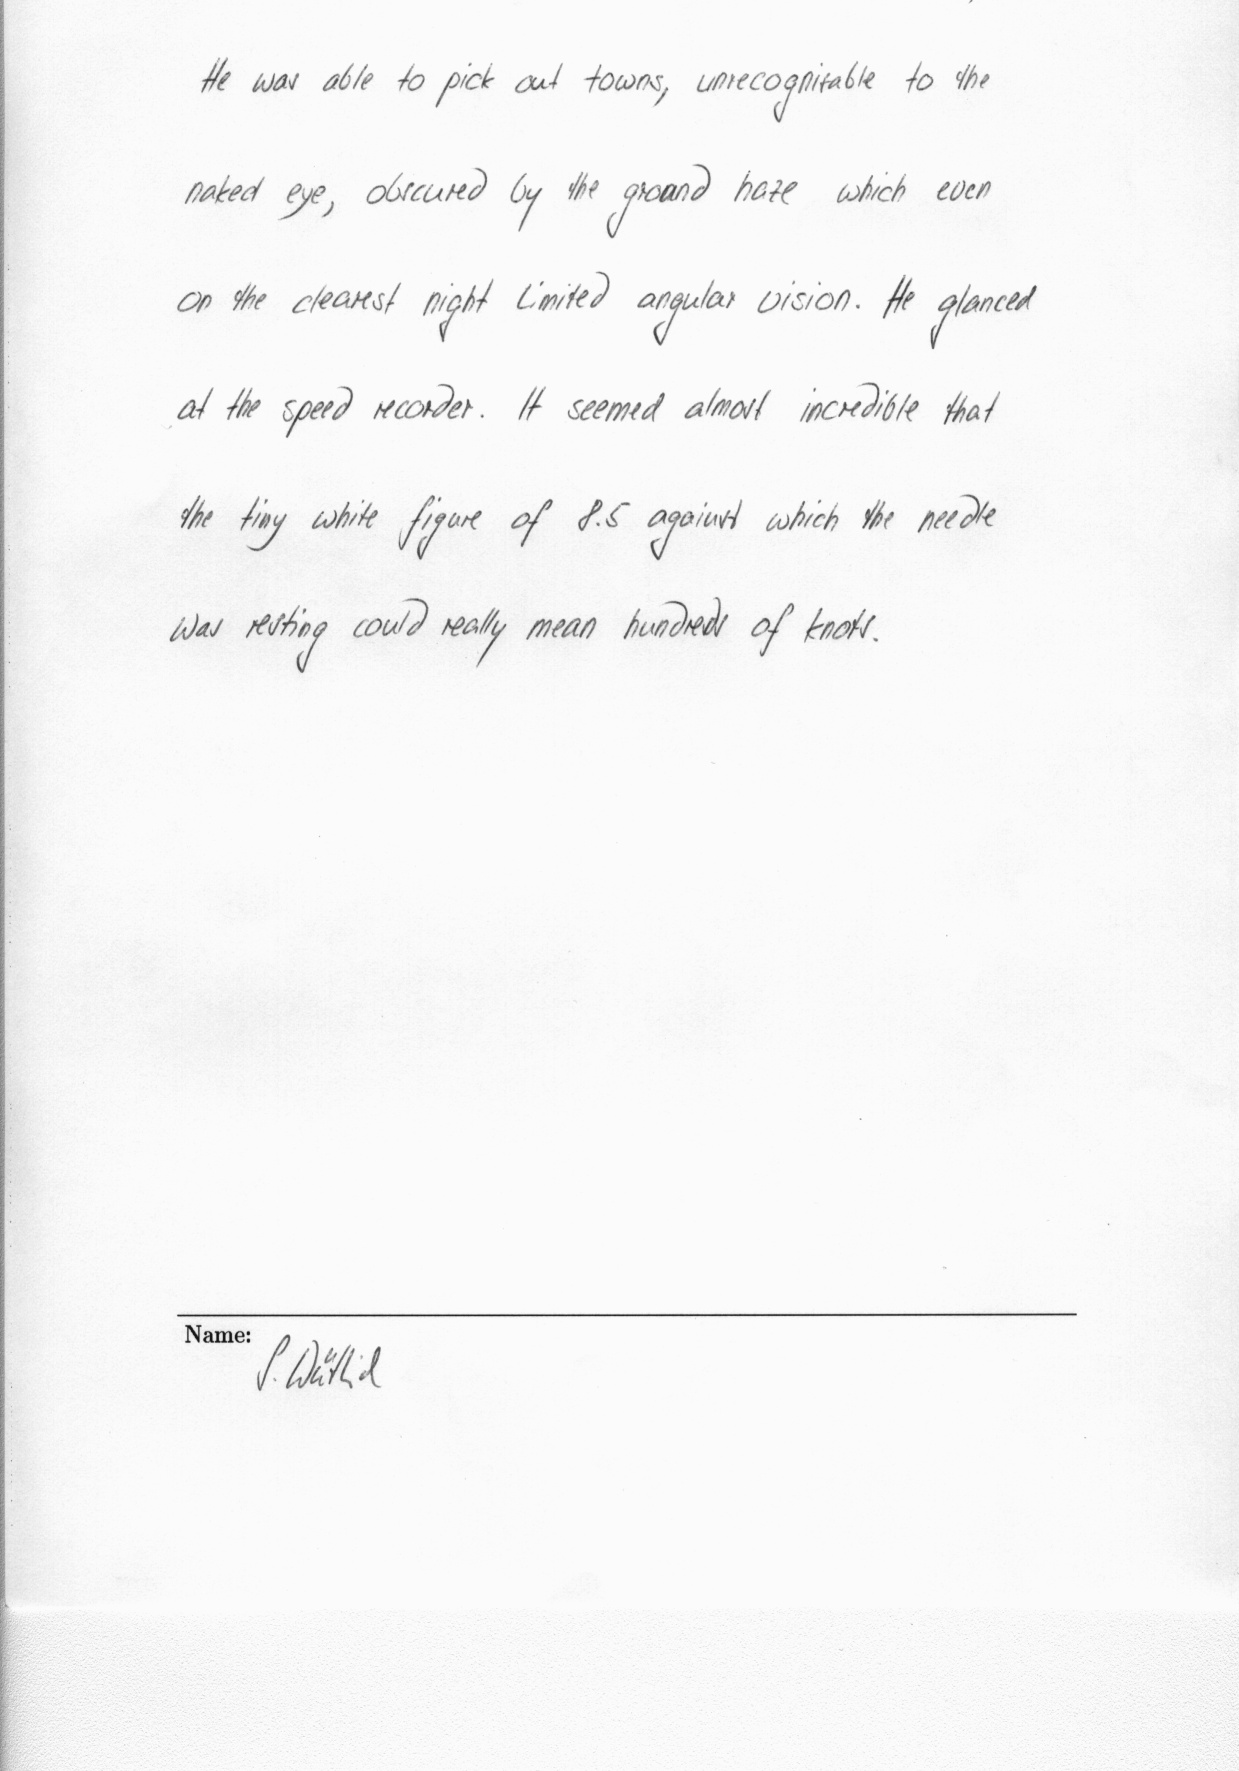 He was able to pick out towns, unrecognizable to the
naked eye, obscured by the ground haze which even
on the clearest night limited angular vision. He glanced
at the speed recorder. It seemed almost incredible that
the tiny white figure of 8.5 against which the needle
was resting could really mean hundreds of knots.
Name:
S.